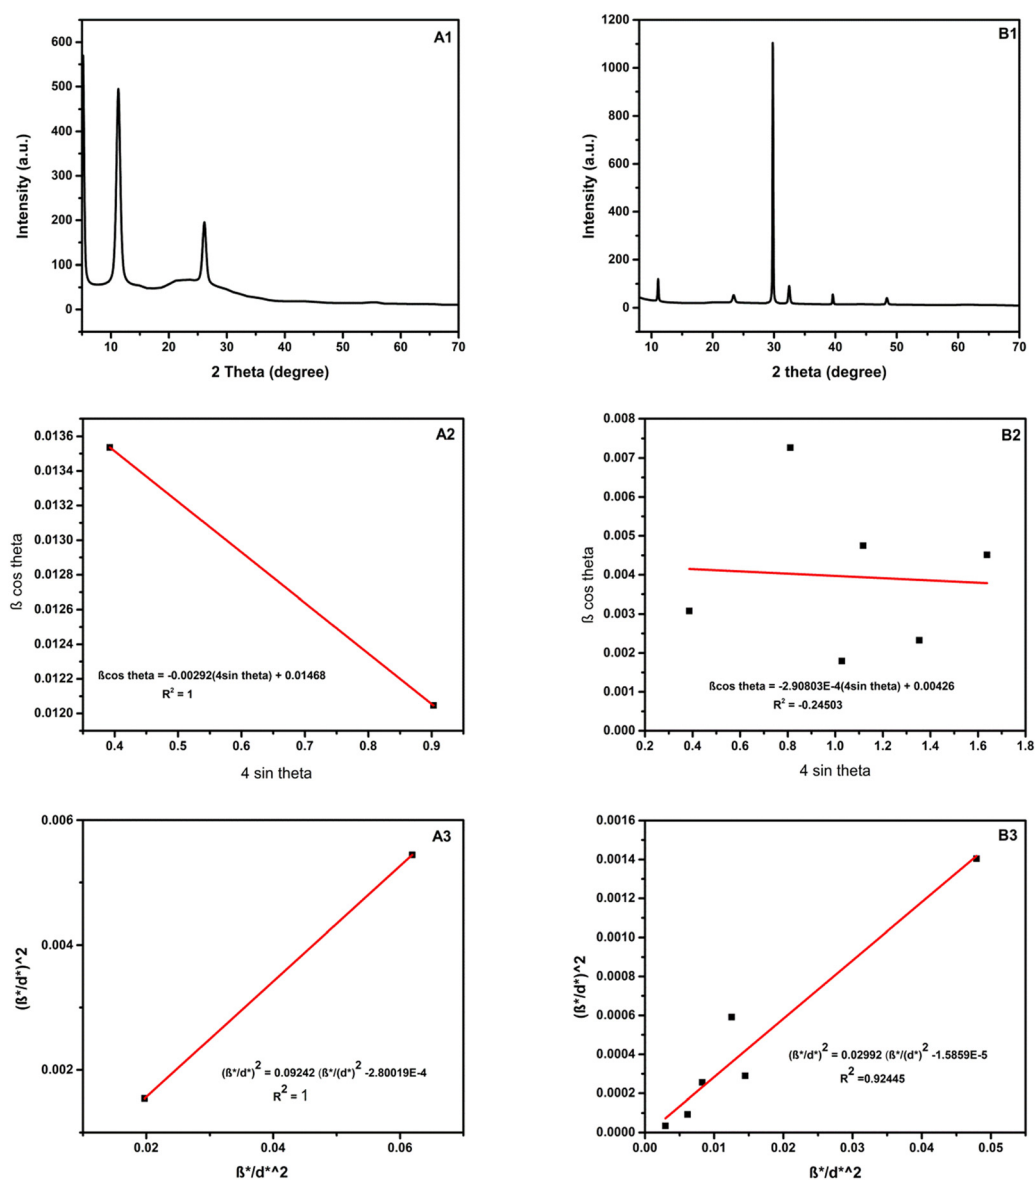 A1
600
500
400
300
200
100
0
Intensity (a.u.)
10 20 30 40 50 60 70
2 Theta (degree)
B1
1200
1000
800
600
400
200
0
-100
Intensity (a.u.)
10 20 30 40 50 60 70
2 theta (degree)
A2
0.0136
0.0134
0.0132
0.0130
0.0128
0.0126
0.0124
0.0122
0.0120
ß cos theta
ßcos theta = -0.00292(4sin theta) + 0.01468
R² = 1
0.4 0.5 0.6 0.7 0.8 0.9
4 sin theta
B2
0.008
0.007
0.006
0.005
0.004
0.003
0.002
0.001
0.000
ß cos theta
ßcos theta = -2.90803E-4(4sin theta) + 0.00426
R² = -0.24503
0.2 0.4 0.6 0.8 1.0 1.2 1.4 1.6 1.8
4 sin theta
A3
0.006
0.004
0.002
(ß*/d*)^2
(ß*/d*)² = 0.09242 (ß*/(d*)² -2.80019E-4
R² = 1
0.02 0.04 0.06
ß*/d*^2
B3
0.0016
0.0014
0.0012
0.0010
0.0008
0.0006
0.0004
0.0002
0.0000
(ß*/d*)^2
(ß*/d*)² = 0.02992 (ß*/(d*)² -1.5859E-5
R² =0.92445
0.00 0.01 0.02 0.03 0.04 0.05
ß*/d*^2